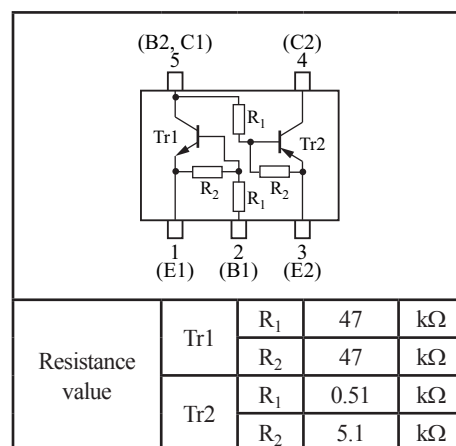 (B2, C1) (C2)
5 4
R₁
Tr1 Tr2
R₂ R₂
R₁
1 2 3
(E1) (B1) (E2)
Resistance value Tr1 R₁ 47 kΩ
R₂ 47 kΩ
Tr2 R₁ 0.51 kΩ
R₂ 5.1 kΩ